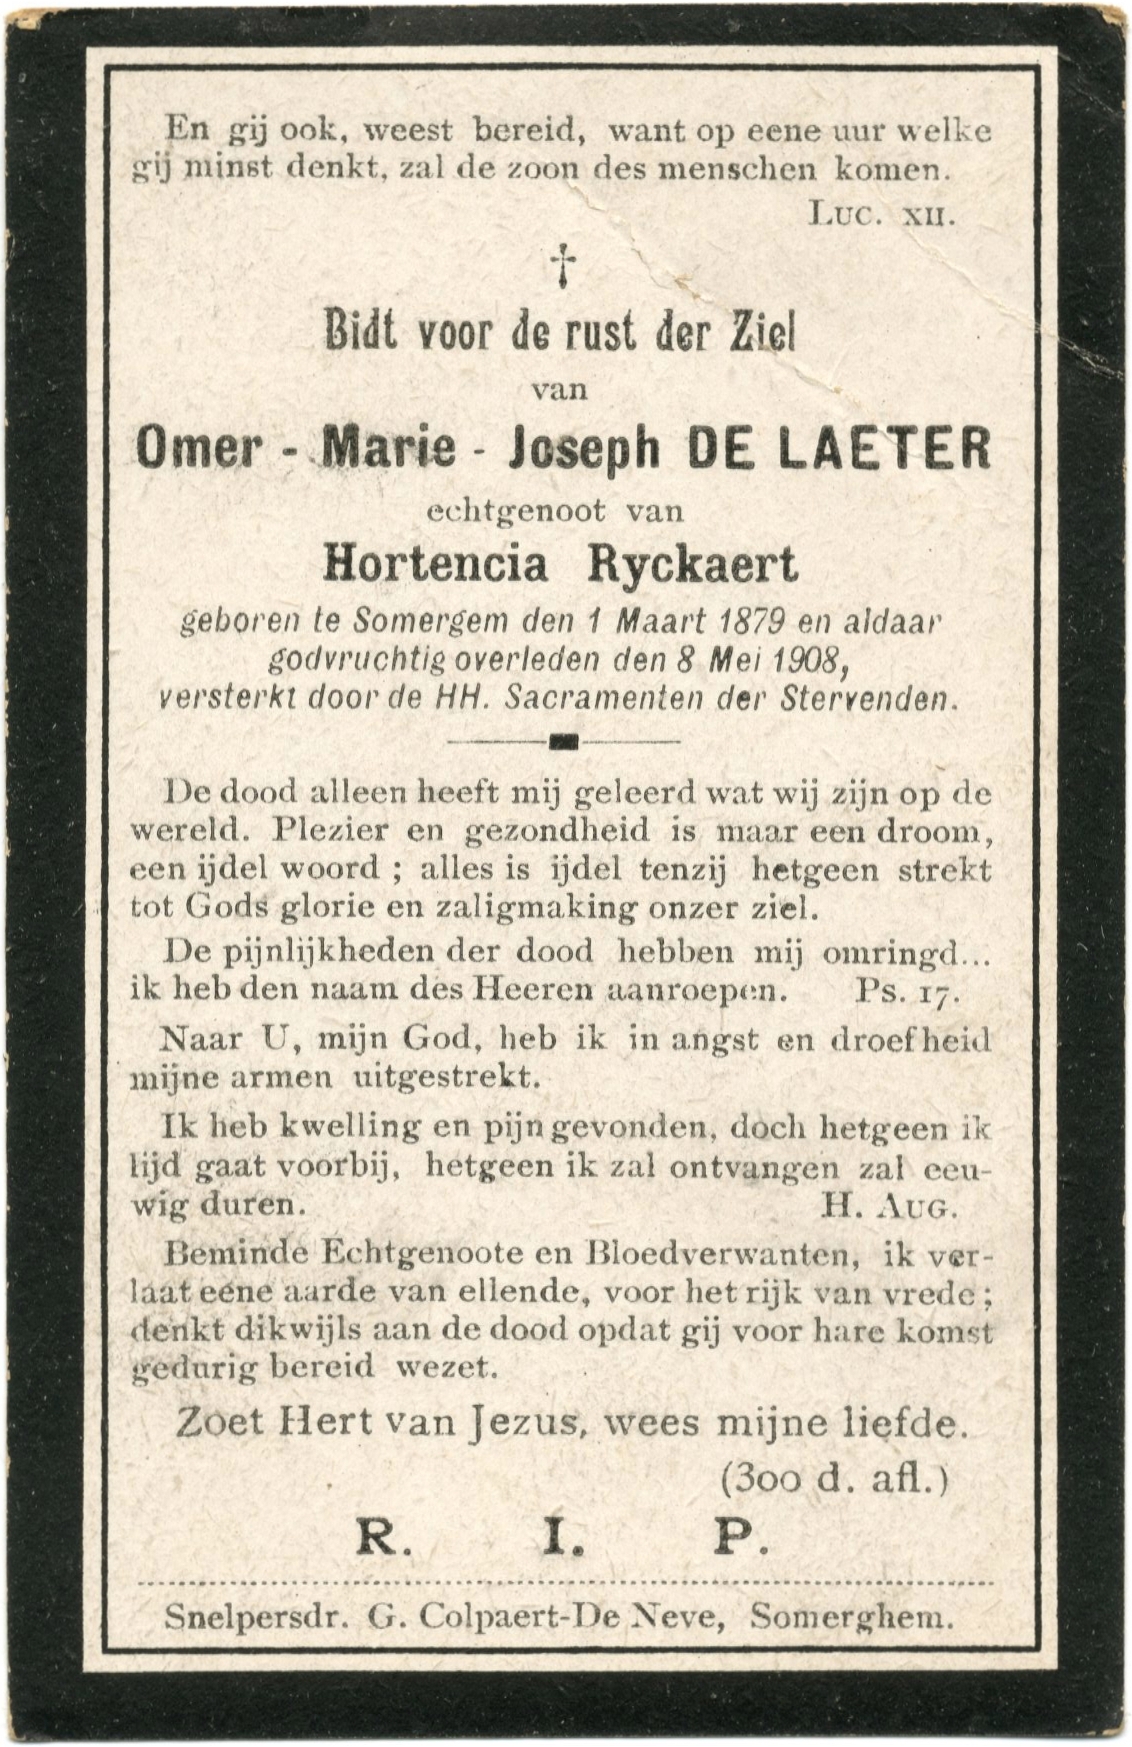 En gij ook, weest bereid, want op eene uur welke
gij minst denkt, zal de zoon des menschen komen.
Luc. XII.
†
Bidt voor de rust der Ziel
van
Omer - Marie - Joseph DE LAETER
echtgenoot van
Hortencia Ryckaert
geboren te Somergem den 1 Maart 1879 en aldaar
godvruchtig overleden den 8 Mei 1908,
versterkt door de HH. Sacramenten der Stervenden.
De dood alleen heeft mij geleerd wat wij zijn op de
wereld. Plezier en gezondheid is maar een droom,
een ijdel woord ; alles is ijdel tenzij hetgeen strekt
tot Gods glorie en zaligmaking onzer ziel.
De pijnlijkheden der dood hebben mij omringd...
ik heb den naam des Heeren aanroepen. Ps. 17.
Naar U, mijn God, heb ik in angst en droefheid
mijne armen uitgestrekt.
Ik heb kwelling en pijn gevonden, doch hetgeen ik
lijd gaat voorbij, hetgeen ik zal ontvangen zal eeu-
wig duren. H. Aug.
Beminde Echtgenoote en Bloedverwanten, ik ver-
laat eene aarde van ellende, voor het rijk van vrede ;
denkt dikwijls aan de dood opdat gij voor hare komst
gedurig bereid wezet.
Zoet Hert van Jezus, wees mijne liefde.
(300 d. afl.)
R. I. P.
Snelpersdr. G. Colpaert-De Neve, Somerghem.